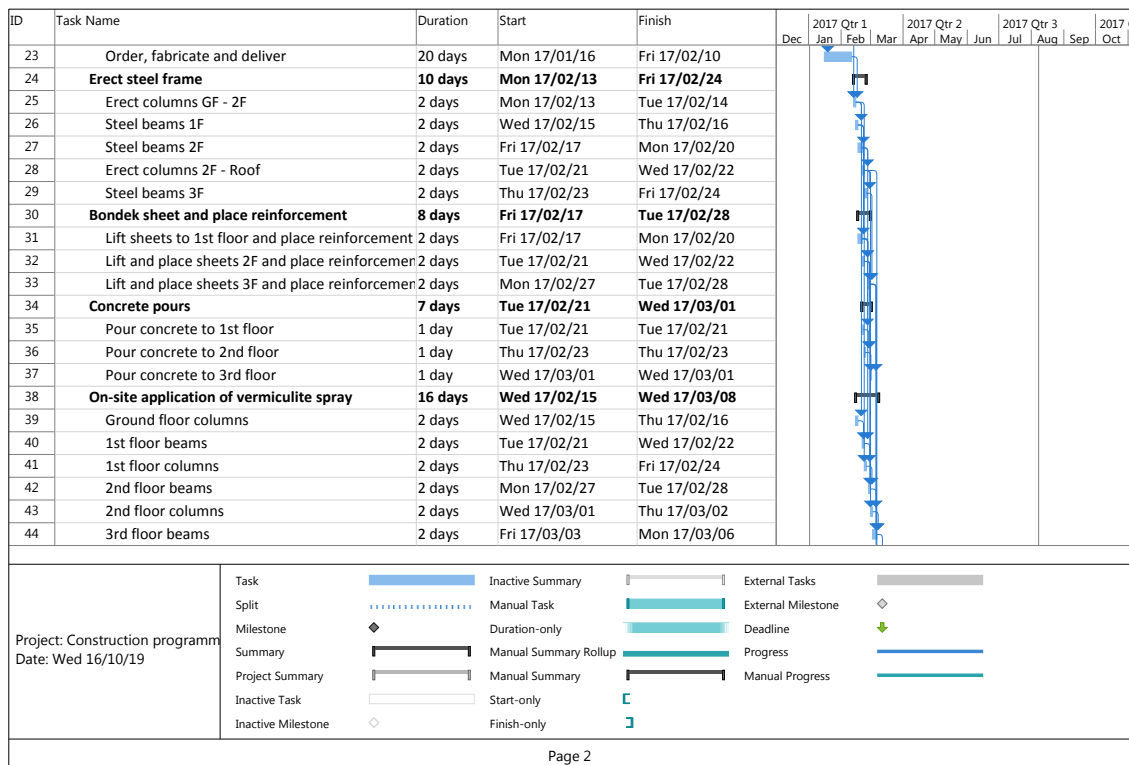 ID Task Name Duration Start Finish
2017 Qtr 1 2017 Qtr 2 2017 Qtr 3 2017
Dec Jan Feb Mar Apr May Jun Jul Aug Sep Oct
23 Order, fabricate and deliver 20 days Mon 17/01/16 Fri 17/02/10
24 Erect steel frame 10 days Mon 17/02/13 Fri 17/02/24
25 Erect columns GF - 2F 2 days Mon 17/02/13 Tue 17/02/14
26 Steel beams 1F 2 days Wed 17/02/15 Thu 17/02/16
27 Steel beams 2F 2 days Fri 17/02/17 Mon 17/02/20
28 Erect columns 2F - Roof 2 days Tue 17/02/21 Wed 17/02/22
29 Steel beams 3F 2 days Thu 17/02/23 Fri 17/02/24
30 Bondek sheet and place reinforcement 8 days Fri 17/02/17 Tue 17/02/28
31 Lift sheets to 1st floor and place reinforcement 2 days Fri 17/02/17 Mon 17/02/20
32 Lift and place sheets 2F and place reinforcemen 2 days Tue 17/02/21 Wed 17/02/22
33 Lift and place sheets 3F and place reinforcemen 2 days Mon 17/02/27 Tue 17/02/28
34 Concrete pours 7 days Tue 17/02/21 Wed 17/03/01
35 Pour concrete to 1st floor 1 day Tue 17/02/21 Tue 17/02/21
36 Pour concrete to 2nd floor 1 day Thu 17/02/23 Thu 17/02/23
37 Pour concrete to 3rd floor 1 day Wed 17/03/01 Wed 17/03/01
38 On-site application of vermiculite spray 16 days Wed 17/02/15 Wed 17/03/08
39 Ground floor columns 2 days Wed 17/02/15 Thu 17/02/16
40 1st floor beams 2 days Tue 17/02/21 Wed 17/02/22
41 1st floor columns 2 days Thu 17/02/23 Fri 17/02/24
42 2nd floor beams 2 days Mon 17/02/27 Tue 17/02/28
43 2nd floor columns 2 days Wed 17/03/01 Thu 17/03/02
44 3rd floor beams 2 days Fri 17/03/03 Mon 17/03/06
Project: Construction programm
Date: Wed 16/10/19
Task
Split
Milestone
Summary
Project Summary
Inactive Task
Inactive Milestone
Inactive Summary
Manual Task
Duration-only
Manual Summary Rollup
Manual Summary
Start-only
Finish-only
External Tasks
External Milestone
Deadline
Progress
Manual Progress
Page 2